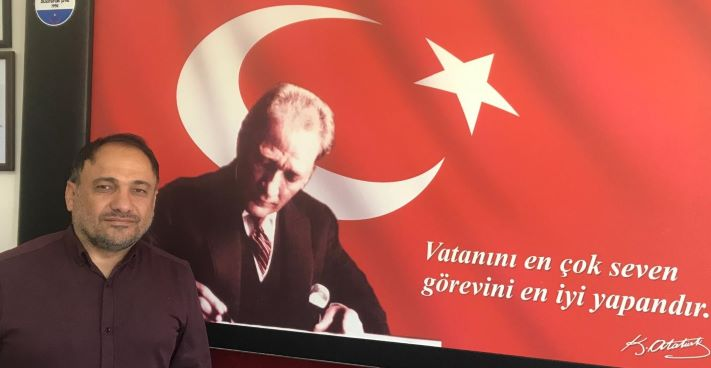 Vatanını en çok seven
görevini en iyi yapandır.
K. Atatürk